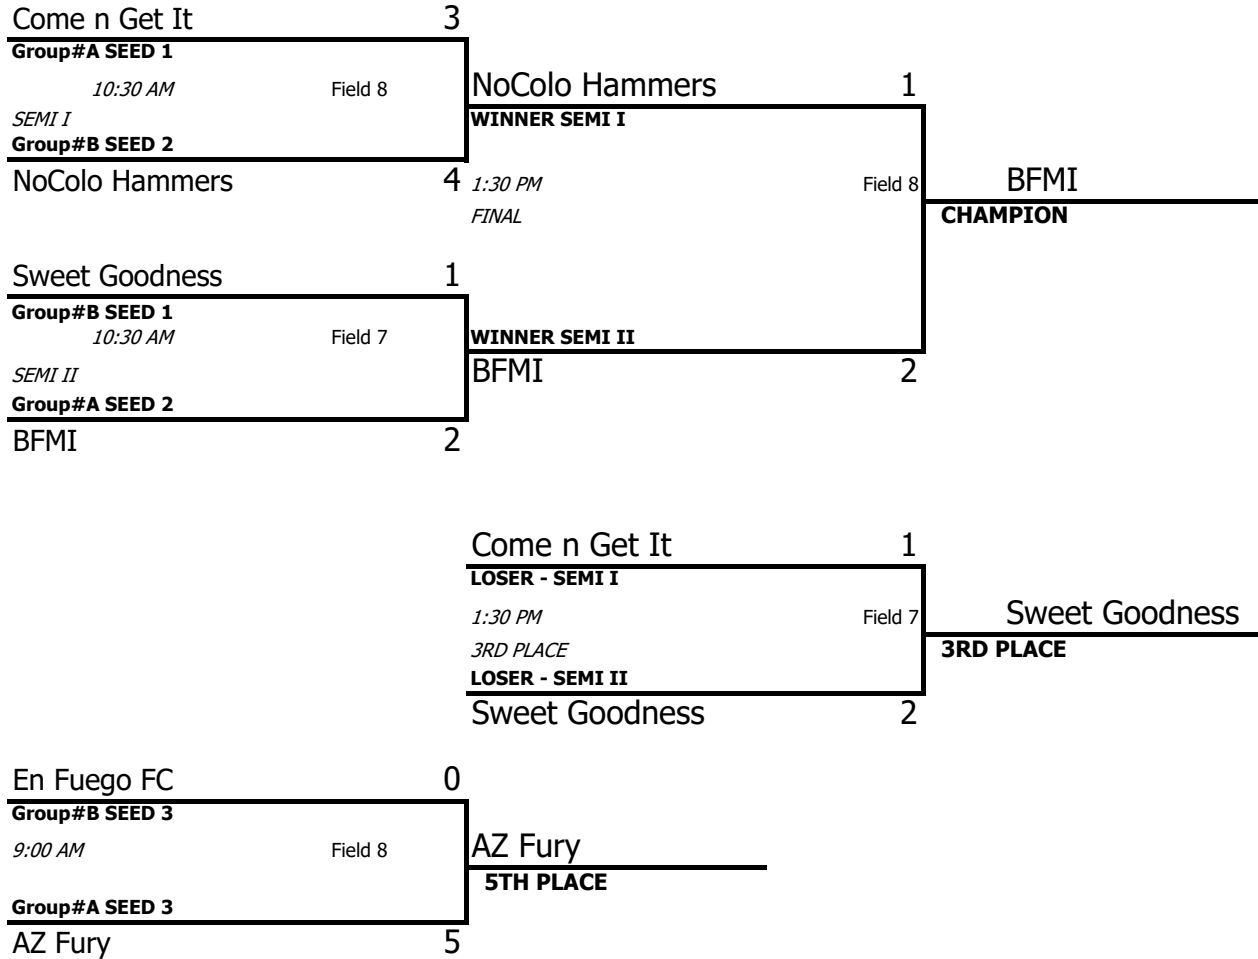 Come n Get It 3
Group#A SEED 1
10:30 AM Field 8
SEMI I
Group#B SEED 2
NoColo Hammers 4
NoColo Hammers 1
WINNER SEMI I
1:30 PM Field 8
FINAL
BFMI
CHAMPION
Sweet Goodness 1
Group#B SEED 1
10:30 AM Field 7
SEMI II
Group#A SEED 2
BFMI 2
WINNER SEMI II
BFMI 2
Come n Get It 1
LOSER - SEMI I
1:30 PM Field 7
3RD PLACE
LOSER - SEMI II
Sweet Goodness 2
Sweet Goodness
3RD PLACE
En Fuego FC 0
Group#B SEED 3
9:00 AM Field 8
Group#A SEED 3
AZ Fury 5
AZ Fury
5TH PLACE